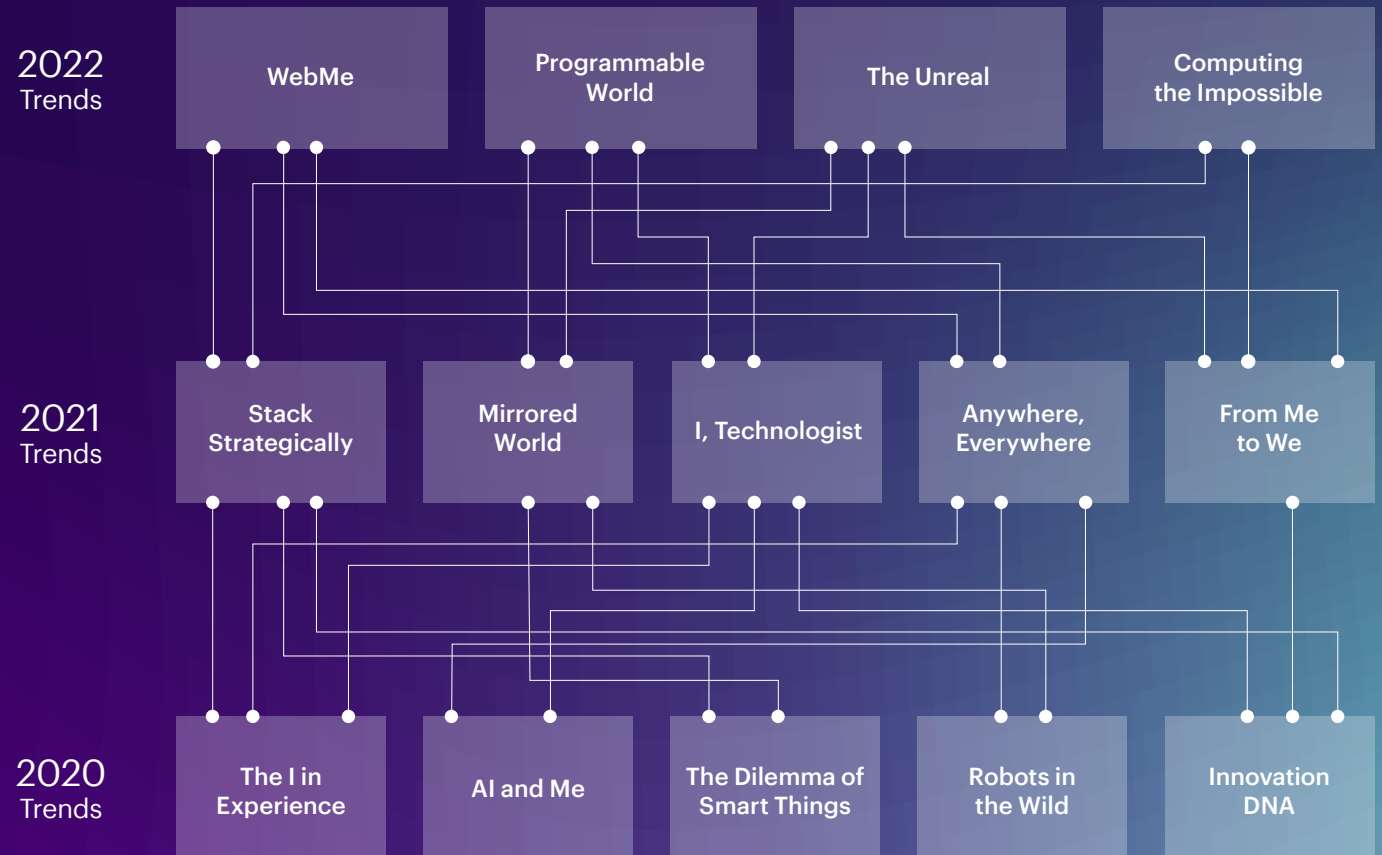 2022
Trends
WebMe
Programmable
World
The Unreal
Computing
the Impossible
2021
Trends
Stack
Strategically
Mirrored
World
I, Technologist
Anywhere,
Everywhere
From Me
to We
2020
Trends
The I in
Experience
AI and Me
The Dilemma of
Smart Things
Robots in
the Wild
Innovation
DNA